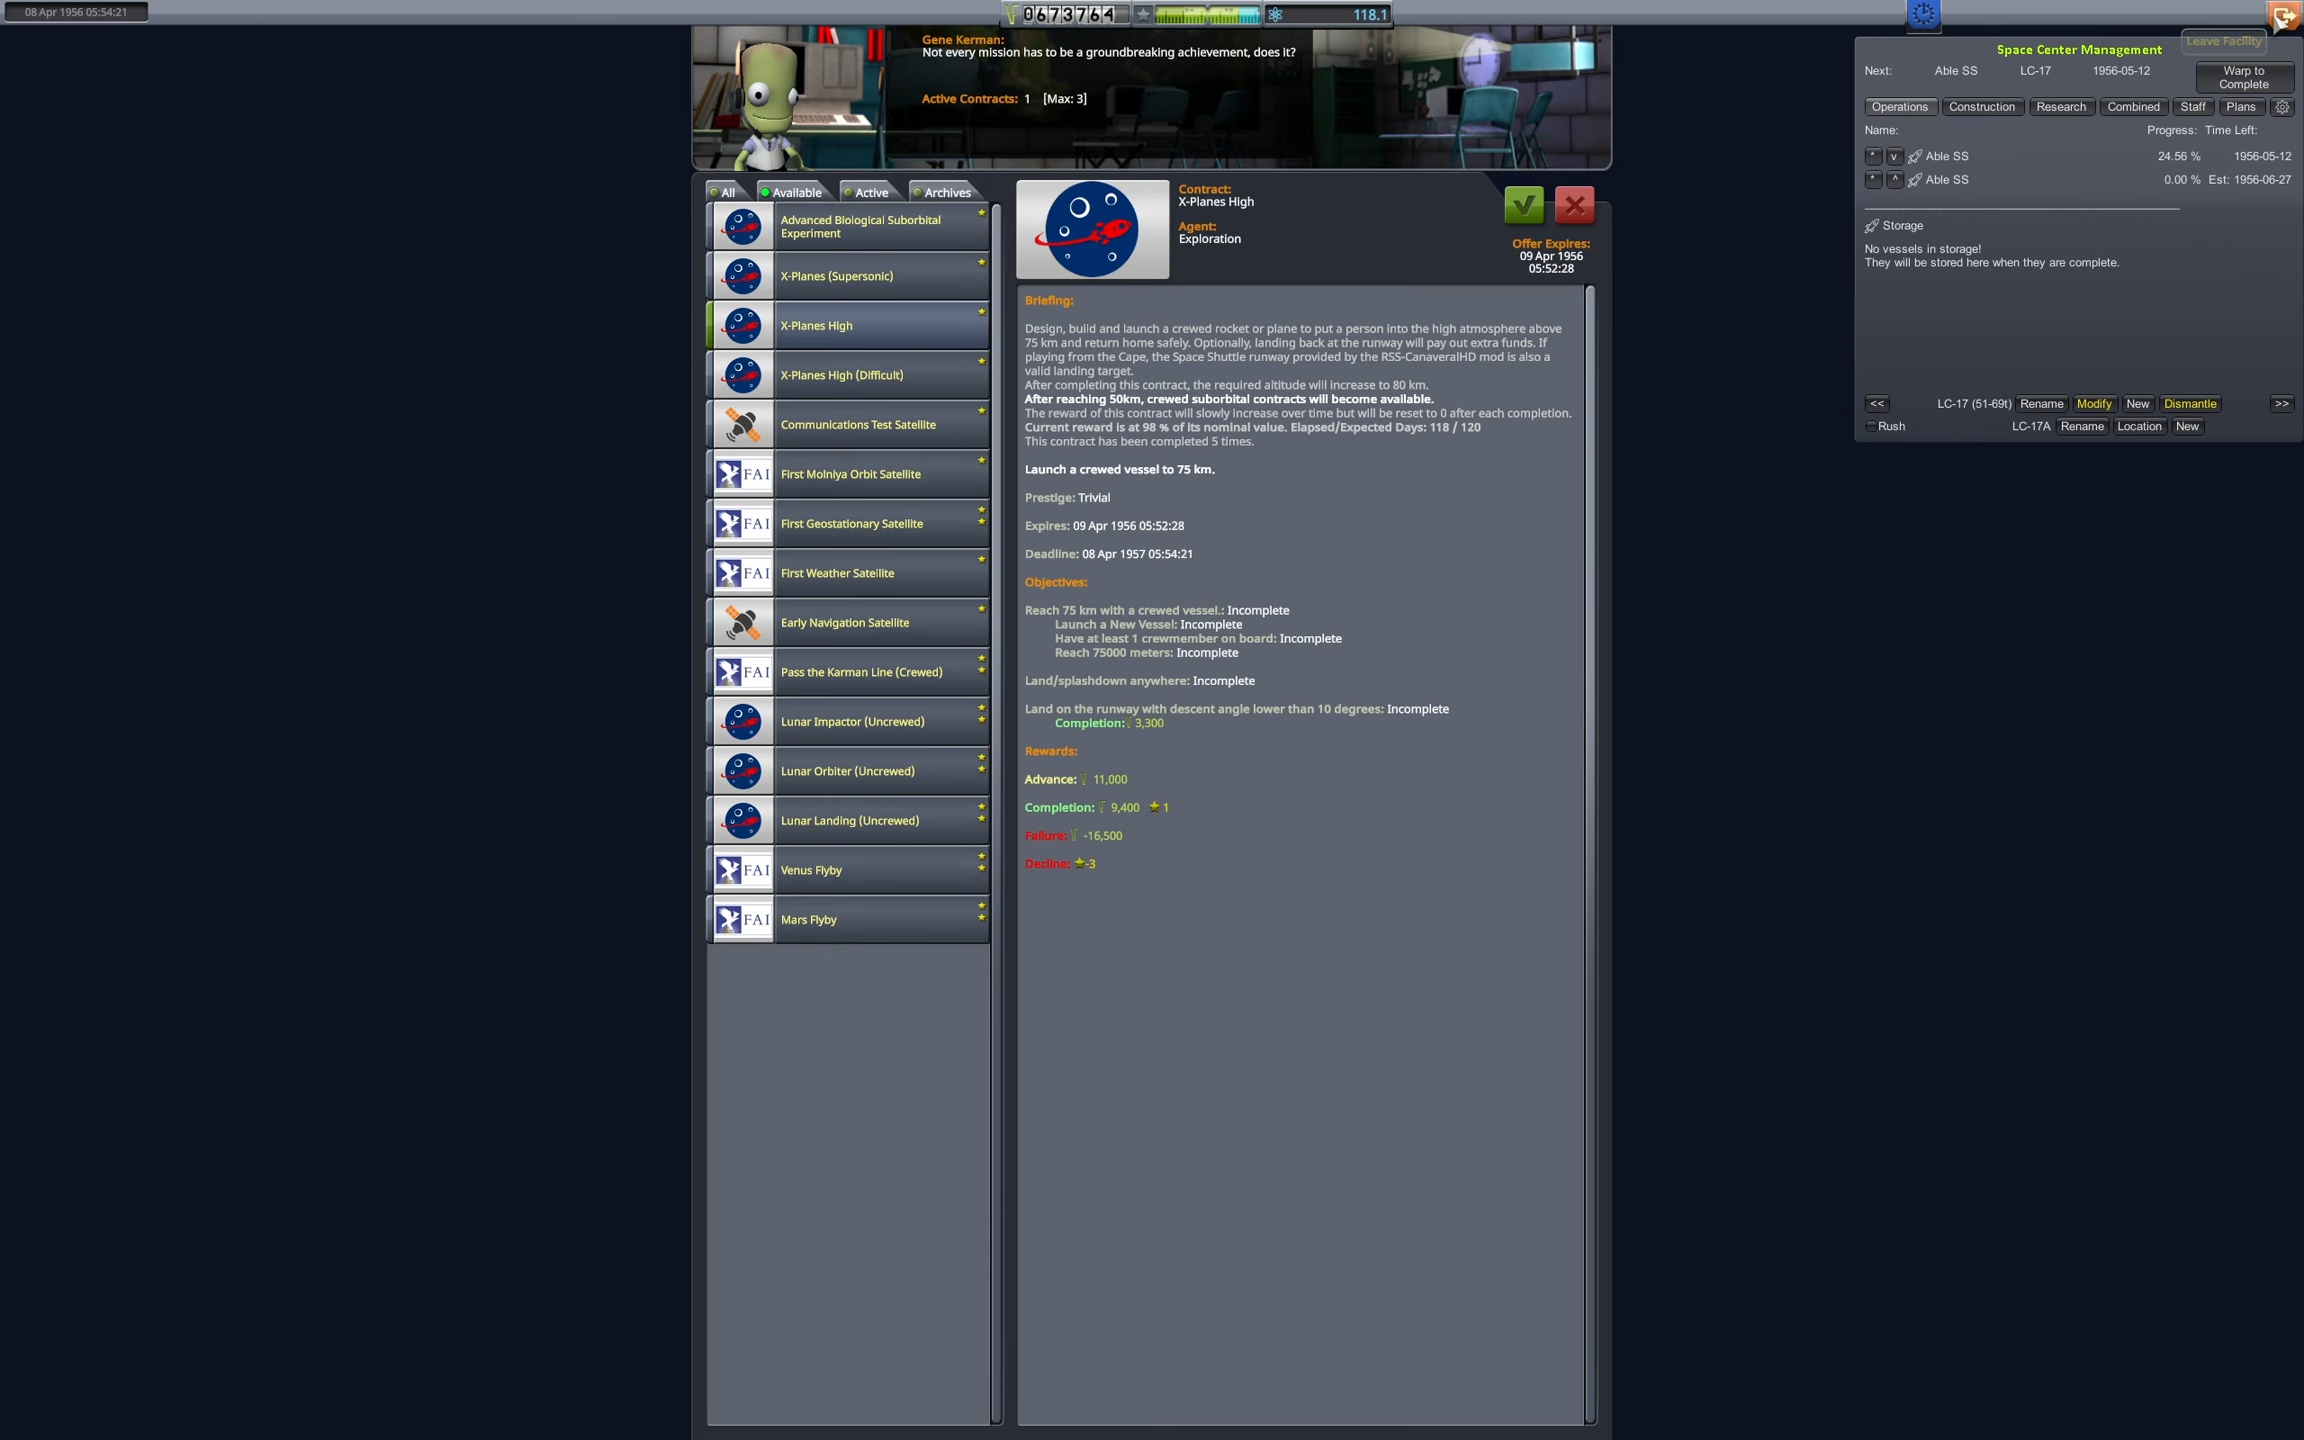 08 Apr 1956 05:54:21
0673764
118.1
Gene Kerman:
Not every mission has to be a groundbreaking achievement, does it?
Active Contracts: 1 [Max: 3]
All
Available
Active
Archives
Advanced Biological Suborbital
Experiment
X-Planes (Supersonic)
X-Planes High
X-Planes High (Difficult)
Communications Test Satellite
FAI
First Molniya Orbit Satellite
FAI
First Geostationary Satellite
FAI
First Weather Satellite
Early Navigation Satellite
FAI
Pass the Karman Line (Crewed)
Lunar Impactor (Uncrewed)
Lunar Orbiter (Uncrewed)
Lunar Landing (Uncrewed)
FAI
Venus Flyby
FAI
Mars Flyby
Contract:
X-Planes High
Agent:
Exploration
Offer Expires:
09 Apr 1956
05:52:28
Briefing:
Design, build and launch a crewed rocket or plane to put a person into the high atmosphere above
75 km and return home safely. Optionally, landing back at the runway will pay out extra funds. If
playing from the Cape, the Space Shuttle runway provided by the RSS-CanaveralHD mod is also a
valid landing target.
After completing this contract, the required altitude will increase to 80 km.
After reaching 50km, crewed suborbital contracts will become available.
The reward of this contract will slowly increase over time but will be reset to 0 after each completion.
Current reward is at 98 % of its nominal value. Elapsed/Expected Days: 118 / 120
This contract has been completed 5 times.
Launch a crewed vessel to 75 km.
Prestige: Trivial
Expires: 09 Apr 1956 05:52:28
Deadline: 08 Apr 1957 05:54:21
Objectives:
Reach 75 km with a crewed vessel.: Incomplete
Launch a New Vessel: Incomplete
Have at least 1 crewmember on board: Incomplete
Reach 75000 meters: Incomplete
Land/splashdown anywhere: Incomplete
Land on the runway with descent angle lower than 10 degrees: Incomplete
Completion: 3,300
Rewards:
Advance: 11,000
Completion: 9,400 1
Failure: -16,500
Decline: -3
Leave Facility
Space Center Management
Next: Able SS LC-17 1956-05-12
Warp to
Complete
Operations Construction Research Combined Staff Plans
Name: Progress: Time Left:
* v Able SS 24.56 % 1956-05-12
* ^ Able SS 0.00 % Est: 1956-06-27
Storage
No vessels in storage!
They will be stored here when they are complete.
<< LC-17 (51-69t) Rename Modify New Dismantle >>
Rush LC-17A Rename Location New